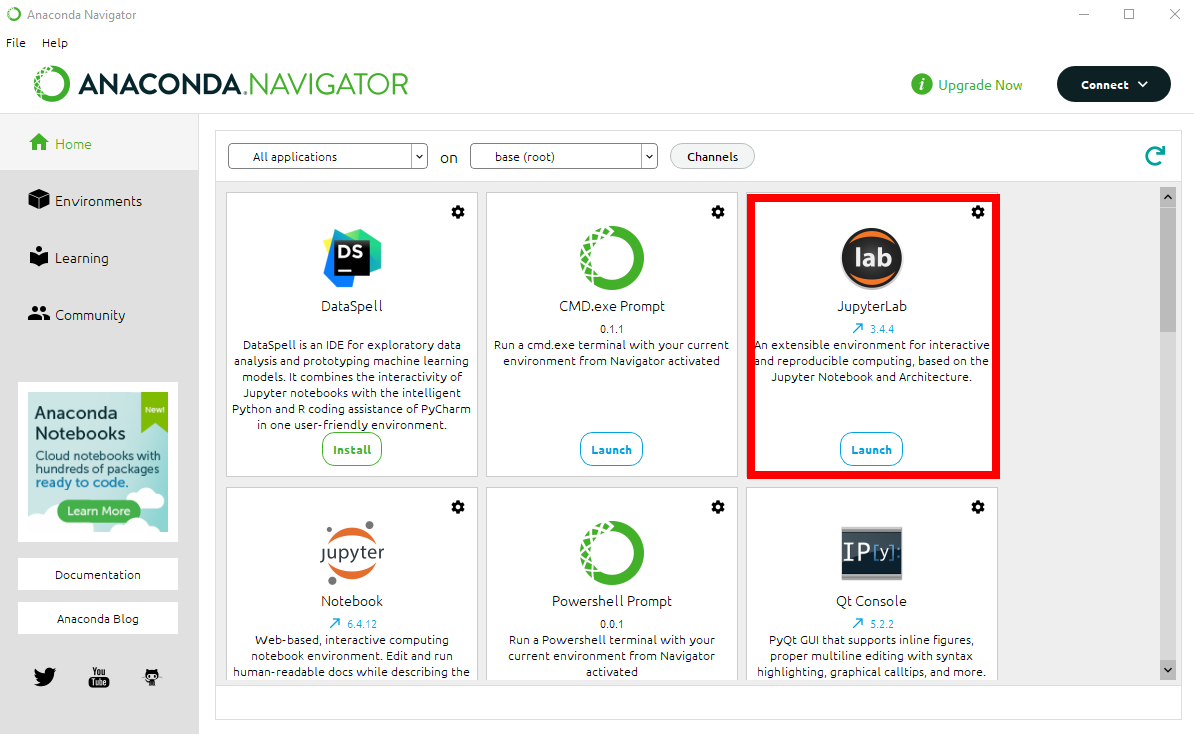 Anaconda Navigator
File Help
ANACONDA.NAVIGATOR
i Upgrade Now
Connect
Home
Environments
Learning
Community
Anaconda
Notebooks
New!
Cloud notebooks with
hundreds of packages
ready to code.
Learn More
Documentation
Anaconda Blog
You
Tube
All applications on base (root) Channels
DS
DataSpell
DataSpell is an IDE for exploratory data
analysis and prototyping machine learning
models. It combines the interactivity of
Jupyter notebooks with the intelligent
Python and R coding assistance of PyCharm
in one user-friendly environment.
Install
CMD.exe Prompt
0.1.1
Run a cmd.exe terminal with your current
environment from Navigator activated
Launch
lab
JupyterLab
3.4.4
An extensible environment for interactive
and reproducible computing, based on the
Jupyter Notebook and Architecture.
Launch
jupyter
Notebook
6.4.12
Web-based, interactive computing
notebook environment. Edit and run
human-readable docs while describing the
Powershell Prompt
0.0.1
Run a Powershell terminal with your
current environment from Navigator
activated
IP[y]:
Qt Console
5.2.2
PyQt GUI that supports inline figures,
proper multiline editing with syntax
highlighting, graphical calltips, and more.